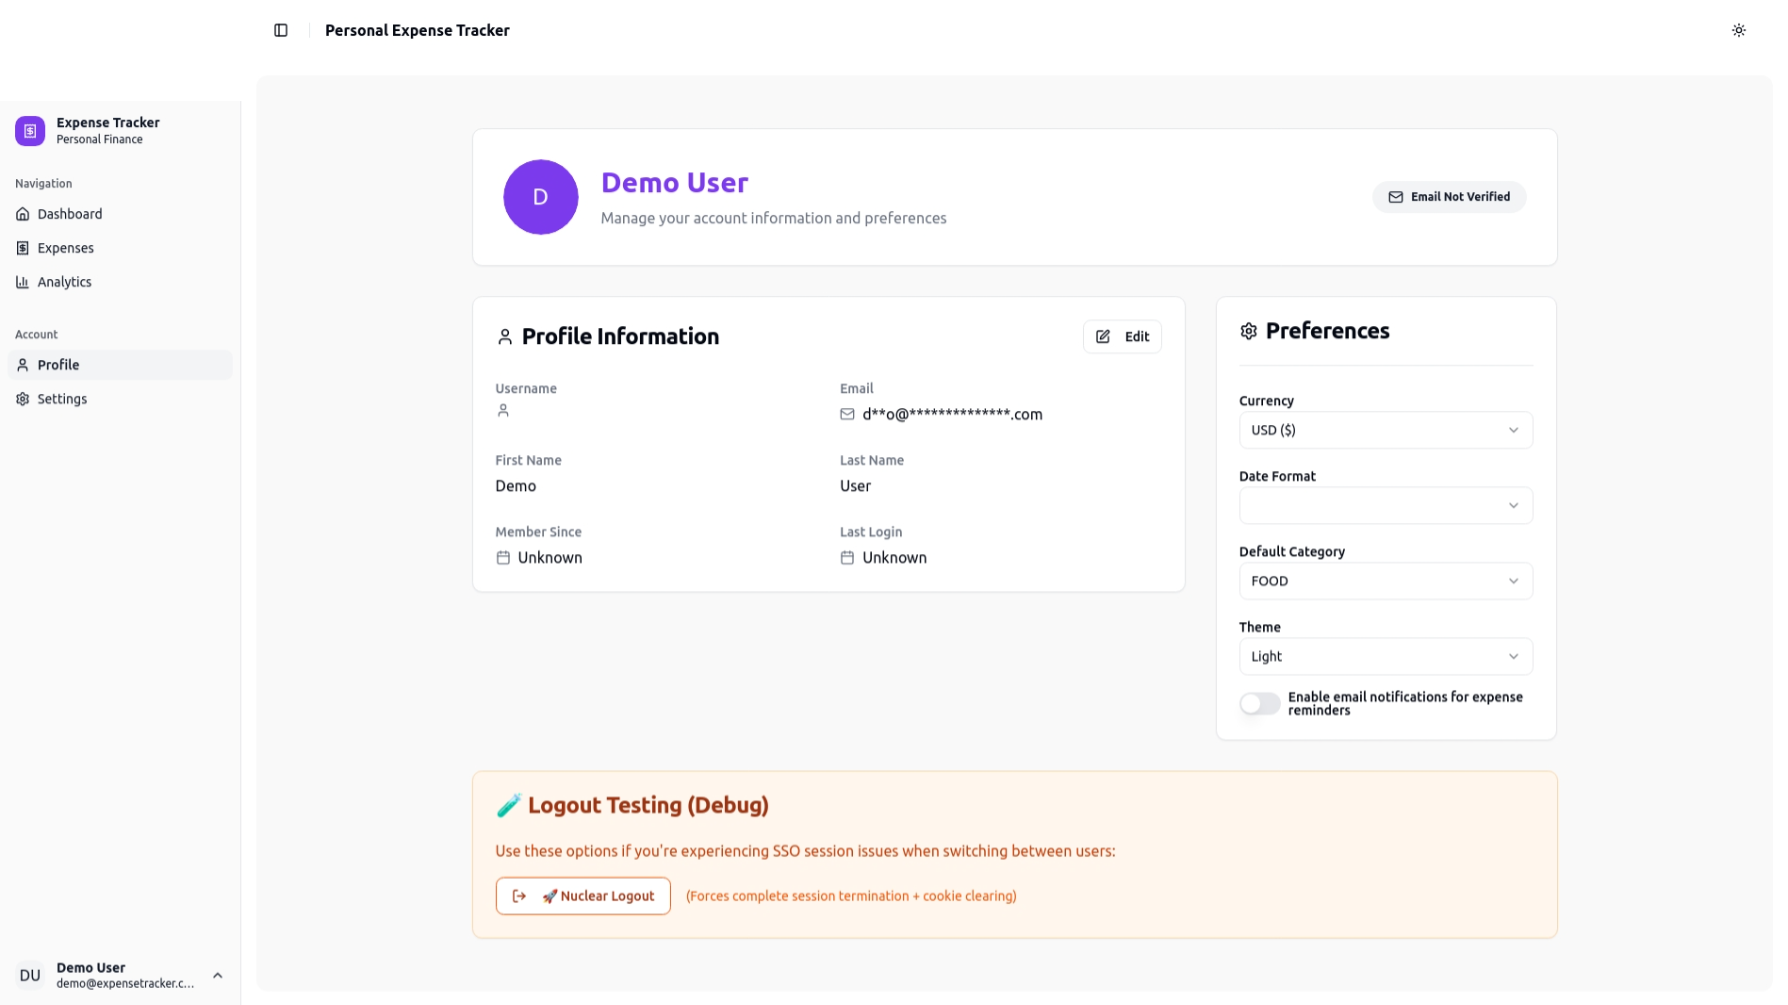 Personal Expense Tracker
Expense Tracker
Personal Finance
Navigation
Dashboard
Expenses
Analytics
Account
Profile
Settings
DU
Demo User
demo@expensetracker.c...
D
Demo User
Manage your account information and preferences
Email Not Verified
Profile Information
Edit
Username
Email
d**o@**************.com
First Name
Demo
Last Name
User
Member Since
Unknown
Last Login
Unknown
Preferences
Currency
USD ($)
Date Format
Default Category
FOOD
Theme
Light
Enable email notifications for expense
reminders
🧪 Logout Testing (Debug)
Use these options if you're experiencing SSO session issues when switching between users:
🚀 Nuclear Logout
(Forces complete session termination + cookie clearing)